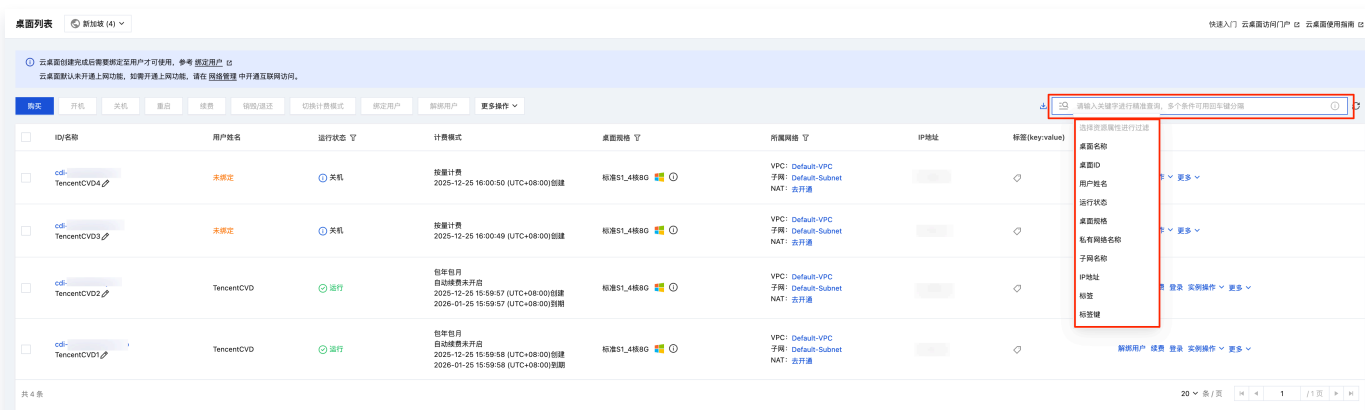 桌面列表 新加坡 (4) 快速入门 云桌面访问门户 云桌面使用指南
云桌面创建完成后需要绑定至用户才可使用，参考 绑定用户
云桌面默认未开通上网功能，如需开通上网功能，请在 网络管理 中开通互联网访问。
购买 开机 关机 重启 续费 销毁/退还 切换计费模式 绑定用户 解绑用户 更多操作 请输入关键字进行精准查询，多个条件可用回车键分隔
选择资源属性进行过滤
桌面名称
桌面ID
用户姓名
运行状态
桌面规格
私有网络名称
子网名称
IP地址
标签
标签键
ID/名称 用户姓名 运行状态 计费模式 桌面规格 所属网络 IP地址 标签(key:value)
cdi-
TencentCVD4
未绑定
关机
按量计费
2025-12-25 16:00:50 (UTC+08:00)创建
标准S1_4核8G
VPC：Default-VPC
子网：Default-Subnet
NAT：去开通
更多
cdi-
TencentCVD3
未绑定
关机
按量计费
2025-12-25 16:00:49 (UTC+08:00)创建
标准S1_4核8G
VPC：Default-VPC
子网：Default-Subnet
NAT：去开通
更多
cdi-
TencentCVD2
TencentCVD
运行
包年包月
自动续费未开启
2025-12-25 15:59:57 (UTC+08:00)创建
2026-01-25 15:59:57 (UTC+08:00)到期
标准S1_4核8G
VPC：Default-VPC
子网：Default-Subnet
NAT：去开通
登录 实例操作 更多
cdi-
TencentCVD1
TencentCVD
运行
包年包月
自动续费未开启
2025-12-25 15:59:58 (UTC+08:00)创建
2026-01-25 15:59:58 (UTC+08:00)到期
标准S1_4核8G
VPC：Default-VPC
子网：Default-Subnet
NAT：去开通
解绑用户 续费 登录 实例操作 更多
共 4 条 20 条 / 页 1 / 1 页